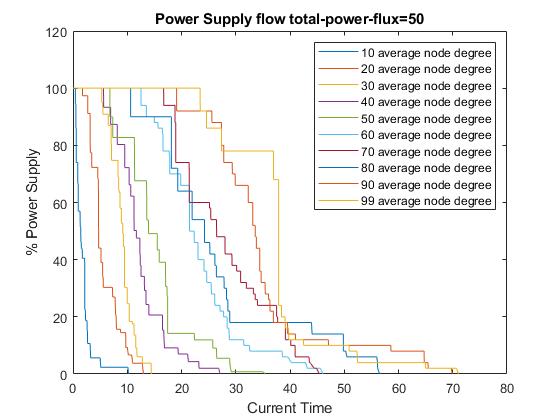 Power Supply flow total-power-flux=50
120
100
80
60
40
20
0
% Power Supply
10 average node degree
20 average node degree
30 average node degree
40 average node degree
50 average node degree
60 average node degree
70 average node degree
80 average node degree
90 average node degree
99 average node degree
0 10 20 30 40 50 60 70 80
Current Time